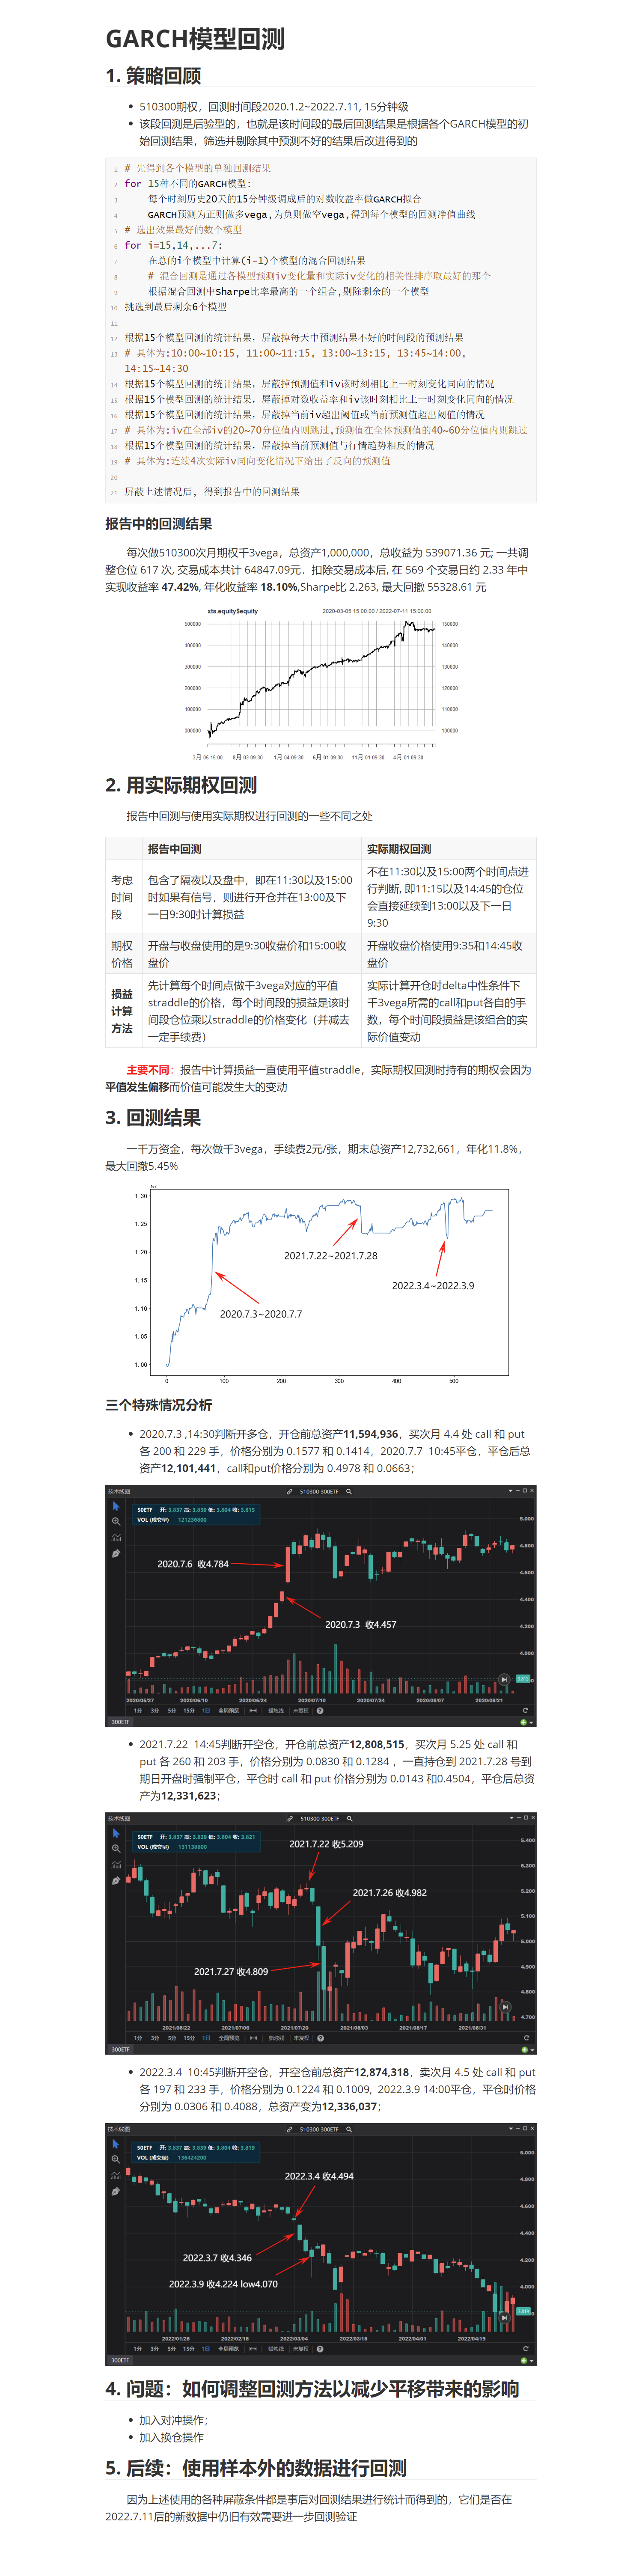 GARCH模型回测
1. 策略回顾
• 510300期权，回测时间段2020.1.2~2022.7.11, 15分钟级
• 该段回测是后验型的，也就是该时间段的最后回测结果是根据各个GARCH模型的初
始回测结果，筛选并剔除其中预测不好的结果后改进得到的
1 # 先得到各个模型的单独回测结果
2 for 15种不同的GARCH模型:
3 每个时刻历史20天的15分钟级调成后的对数收益率做GARCH拟合
4 GARCH预测为正则做多vega,为负则做空vega,得到每个模型的回测净值曲线
5 # 选出效果最好的数个模型
6 for i=15,14,...7:
7 在总的i个模型中计算(i-1)个模型的混合回测结果
8 # 混合回测是通过各模型预测iv变化量和实际iv变化的相关性排序取最好的那个
9 根据混合回测中Sharpe比率最高的一个组合,剔除剩余的一个模型
10 挑选到最后剩余6个模型
11
12 根据15个模型回测的统计结果，屏蔽掉每天中预测结果不好的时间段的预测结果
13 # 具体为:10:00~10:15, 11:00~11:15, 13:00~13:15, 13:45~14:00,
14:15~14:30
14 根据15个模型回测的统计结果，屏蔽掉预测值和iv该时刻相比上一时刻变化同向的情况
15 根据15个模型回测的统计结果，屏蔽掉对数收益率和iv该时刻相比上一时刻变化同向的情况
16 根据15个模型回测的统计结果，屏蔽掉当前iv超出阈值或当前预测值超出阈值的情况
17 # 具体为:iv在全部iv的20~70分位值内则跳过,预测值在全体预测值的40~60分位值内则跳过
18 根据15个模型回测的统计结果，屏蔽掉当前预测值与行情趋势相反的情况
19 # 具体为:连续4次实际iv同向变化情况下给出了反向的预测值
20
21 屏蔽上述情况后, 得到报告中的回测结果
报告中的回测结果
每次做510300次月期权千3vega，总资产1,000,000，总收益为 539071.36 元; 一共调
整仓位 617 次, 交易成本共计 64847.09元．扣除交易成本后, 在 569 个交易日约 2.33 年中
实现收益率 47.42%, 年化收益率 18.10%,Sharpe比 2.263, 最大回撤 55328.61 元
xts.equity$equity 2020-03-05 15:00:00 / 2022-07-11 15:00:00
500000 150000
400000 140000
300000 130000
200000 120000
100000 110000
000000 100000
3月 05 15:00 8月 03 09:30 1月 04 09:30 6月 01 09:30 11月 01 09:30 4月 01 09:30
2. 用实际期权回测
报告中回测与使用实际期权进行回测的一些不同之处
报告中回测 实际期权回测
考虑
时间
段
包含了隔夜以及盘中，即在11:30以及15:00
时如果有信号，则进行开仓并在13:00及下
一日9:30时计算损益
不在11:30以及15:00两个时间点进
行判断, 即11:15以及14:45的仓位
会直接延续到13:00以及下一日
9:30
期权
价格
开盘与收盘使用的是9:30收盘价和15:00收
盘价
开盘收盘价格使用9:35和14:45收
盘价
损益
计算
方法
先计算每个时间点做千3vega对应的平值
straddle的价格，每个时间段的损益是该时
间段仓位乘以straddle的价格变化（并减去
一定手续费）
实际计算开仓时delta中性条件下
千3vega所需的call和put各自的手
数，每个时间段损益是该组合的实
际价值变动
主要不同：报告中计算损益一直使用平值straddle，实际期权回测时持有的期权会因为
平值发生偏移而价值可能发生大的变动
3. 回测结果
一千万资金，每次做千3vega，手续费2元/张，期末总资产12,732,661，年化11.8%，
最大回撤5.45%
1e7
1.30
1.25
1.20
1.15
1.10
1.05
1.00
0 100 200 300 400 500
2021.7.22~2021.7.28
2022.3.4~2022.3.9
2020.7.3~2020.7.7
三个特殊情况分析
• 2020.7.3 ,14:30判断开多仓，开仓前总资产11,594,936，买次月 4.4 处 call 和 put
各 200 和 229 手，价格分别为 0.1577 和 0.1414，2020.7.7 10:45平仓，平仓后总
资产12,101,441，call和put价格分别为 0.4978 和 0.0663；
技术线图 510300 300ETF
50ETF 开: 3.837 高: 3.839 低: 3.804 收: 3.815
VOL (成交量) 121236600
2020.7.6 收4.784
2020.7.3 收4.457
5.000
4.800
4.600
4.400
4.200
4.000
2020/05/27 2020/06/10 2020/06/24 2020/07/10 2020/07/24 2020/08/07 2020/08/21
1分 3分 5分 15分 1日 全局预览 蜡烛线 未复权
300ETF
• 2021.7.22 14:45判断开空仓，开仓前总资产12,808,515，买次月 5.25 处 call 和
put 各 260 和 203 手，价格分别为 0.0830 和 0.1284 ，一直持仓到 2021.7.28 号到
期日开盘时强制平仓，平仓时 call 和 put 价格分别为 0.0143 和0.4504，平仓后总资
产为12,331,623；
技术线图 510300 300ETF
50ETF 开: 3.837 高: 3.839 低: 3.804 收: 3.821
VOL (成交量) 131138600
2021.7.22 收5.209
2021.7.26 收4.982
2021.7.27 收4.809
5.400
5.300
5.200
5.100
5.000
4.900
4.800
4.700
2021/06/22 2021/07/06 2021/07/20 2021/08/03 2021/08/17 2021/08/31
1分 3分 5分 15分 1日 全局预览 蜡烛线 未复权
300ETF
• 2022.3.4 10:45判断开空仓，开空仓前总资产12,874,318，卖次月 4.5 处 call 和 put
各 197 和 233 手，价格分别为 0.1224 和 0.1009, 2022.3.9 14:00平仓，平仓时价格
分别为 0.0306 和 0.4088，总资产变为12,336,037；
技术线图 510300 300ETF
50ETF 开: 3.837 高: 3.839 低: 3.804 收: 3.819
VOL (成交量) 136424200
2022.3.4 收4.494
2022.3.7 收4.346
2022.3.9 收4.224 low4.070
5.000
4.800
4.600
4.400
4.200
4.000
2022/01/26 2022/02/16 2022/03/04 2022/03/18 2022/04/01 2022/04/19
1分 3分 5分 15分 1日 全局预览 蜡烛线 未复权
300ETF
4. 问题：如何调整回测方法以减少平移带来的影响
• 加入对冲操作；
• 加入换仓操作
5. 后续：使用样本外的数据进行回测
因为上述使用的各种屏蔽条件都是事后对回测结果进行统计而得到的，它们是否在
2022.7.11后的新数据中仍旧有效需要进一步回测验证